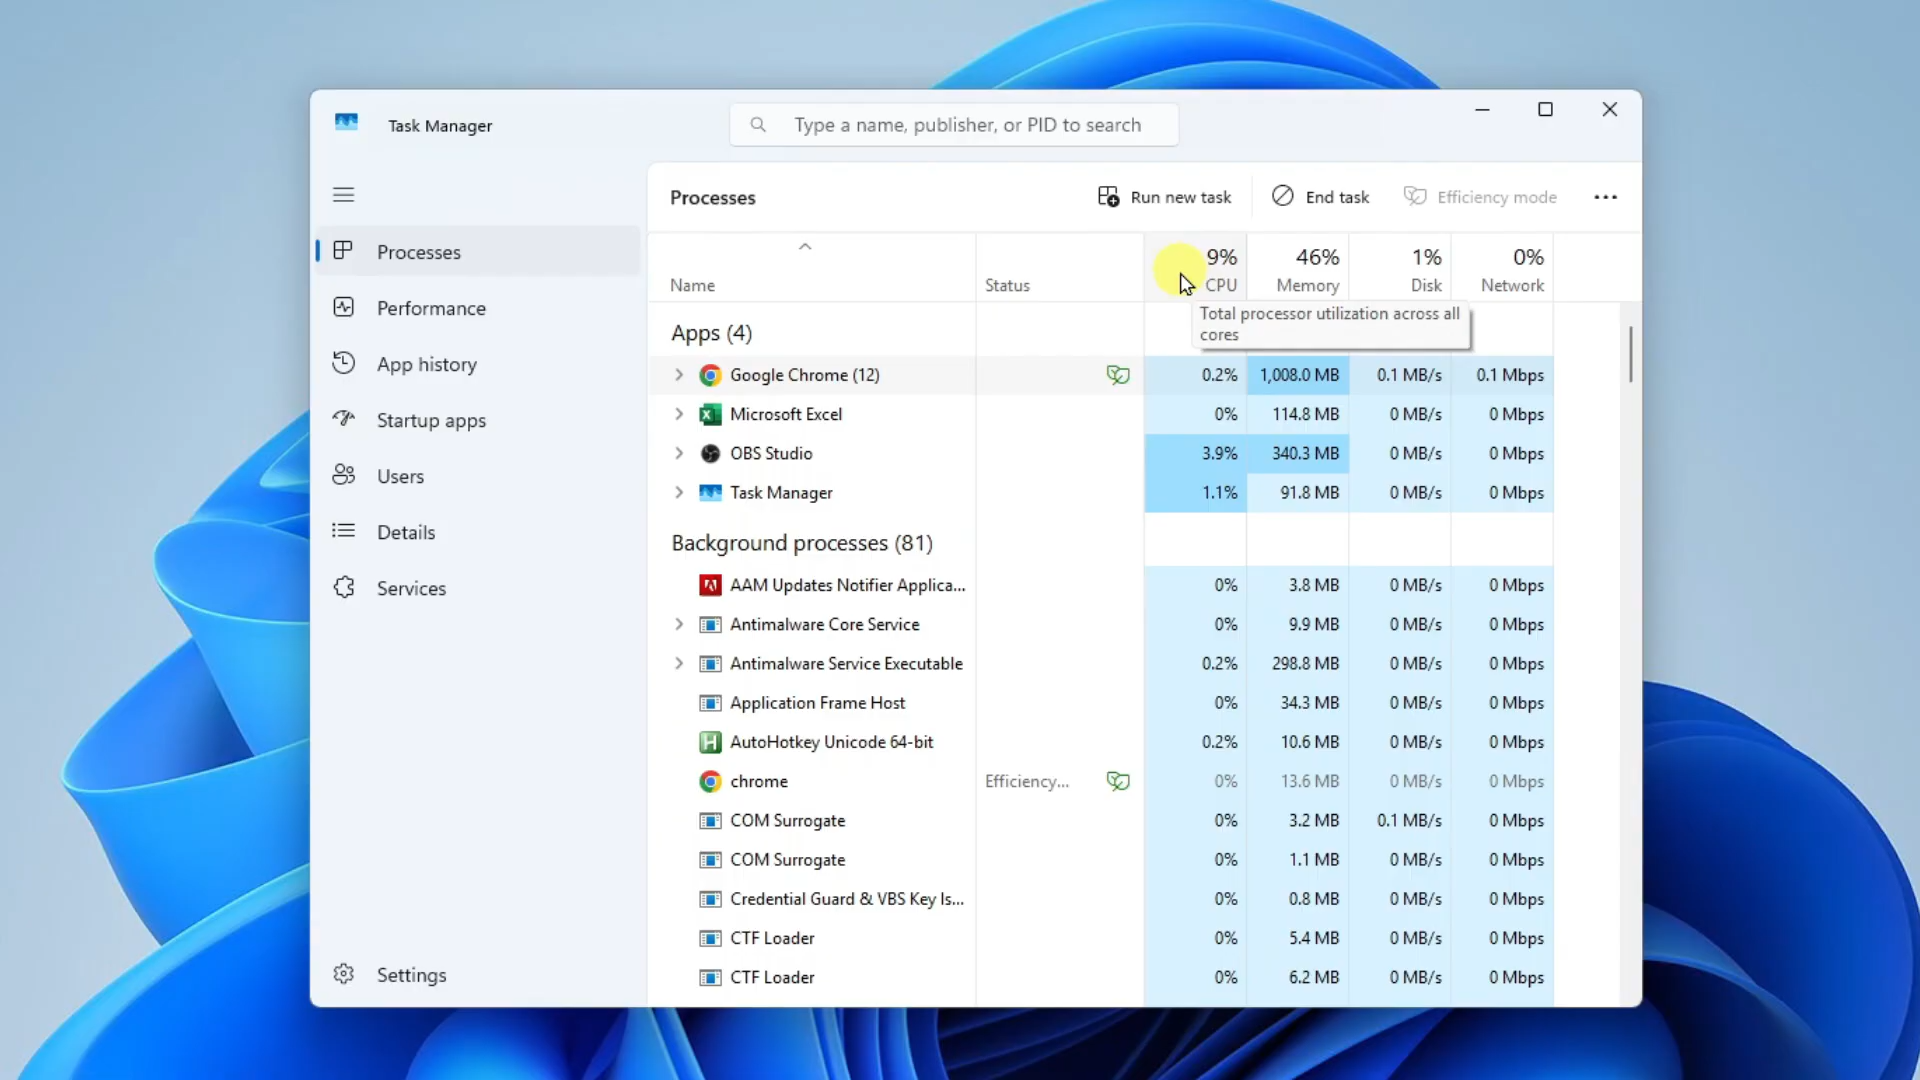 Task Manager
Type a name, publisher, or PID to search
Processes
Run new task
End task
Efficiency mode
Processes
Performance
App history
Startup apps
Users
Details
Services
Settings
9% 46% 1% 0%
Name Status CPU Memory Disk Network
Total processor utilization across all
cores
Apps (4)
Google Chrome (12) 0.2% 1,008.0 MB 0.1 MB/s 0.1 Mbps
Microsoft Excel 0% 114.8 MB 0 MB/s 0 Mbps
OBS Studio 3.9% 340.3 MB 0 MB/s 0 Mbps
Task Manager 1.1% 91.8 MB 0 MB/s 0 Mbps
Background processes (81)
AAM Updates Notifier Applica... 0% 3.8 MB 0 MB/s 0 Mbps
Antimalware Core Service 0% 9.9 MB 0 MB/s 0 Mbps
Antimalware Service Executable 0.2% 298.8 MB 0 MB/s 0 Mbps
Application Frame Host 0% 34.3 MB 0 MB/s 0 Mbps
AutoHotkey Unicode 64-bit 0.2% 10.6 MB 0 MB/s 0 Mbps
chrome Efficiency... 0% 13.6 MB 0 MB/s 0 Mbps
COM Surrogate 0% 3.2 MB 0.1 MB/s 0 Mbps
COM Surrogate 0% 1.1 MB 0 MB/s 0 Mbps
Credential Guard & VBS Key Is... 0% 0.8 MB 0 MB/s 0 Mbps
CTF Loader 0% 5.4 MB 0 MB/s 0 Mbps
CTF Loader 0% 6.2 MB 0 MB/s 0 Mbps